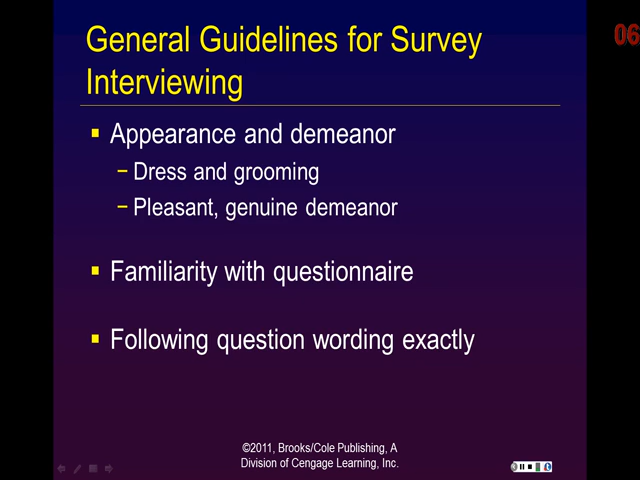 General Guidelines for Survey
Interviewing
Appearance and demeanor
– Dress and grooming
– Pleasant, genuine demeanor
Familiarity with questionnaire
Following question wording exactly
©2011, Brooks/Cole Publishing, A
Division of Cengage Learning, Inc.
06